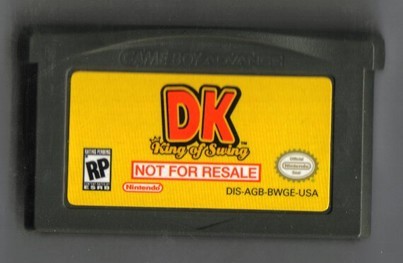 GAME BOY ADVANCE
DK
King of Swing
TM
RATING PENDING
RP
ESRB
NOT FOR RESALE
Nintendo
Official
Nintendo
Seal
DIS-AGB-BWGE-USA